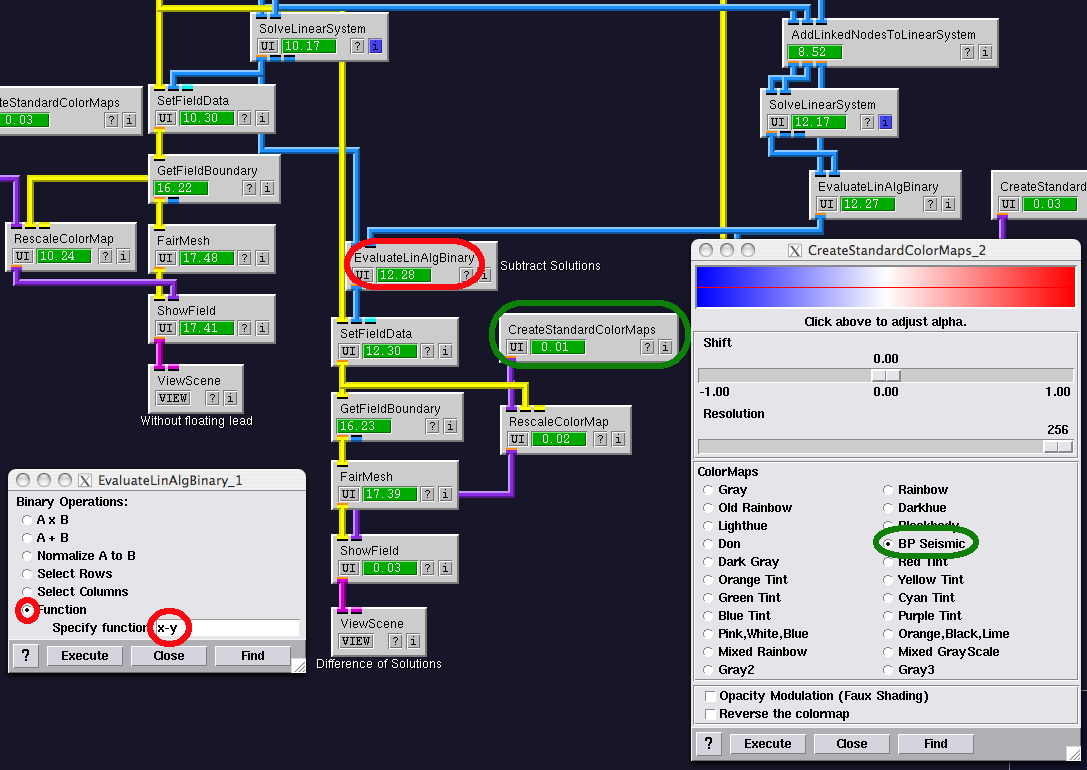 SolveLinearSystem
UI 10.17 ? i
AddLinkedNodesToLinearSystem
8.52 ? i
teStandardColorMaps
0.03 ? i
SetFieldData
UI 10.30 ? i
SolveLinearSystem
UI 12.17 ? i
GetFieldBoundary
16.22 ? i
EvaluateLinAlgBinary
UI 12.27 ? i
CreateStandard
UI 0.03
RescaleColorMap
UI 10.24 ? i
FairMesh
UI 17.48 ? i
EvaluateLinAlgBinary
UI 12.28 ? i
Subtract Solutions
ShowField
UI 17.41 ? i
SetFieldData
UI 12.30 ? i
CreateStandardColorMaps
UI 0.01 ? i
ViewScene
VIEW ? i
Without floating lead
GetFieldBoundary
16.23 ? i
RescaleColorMap
UI 0.02 ? i
FairMesh
UI 17.39 ? i
ShowField
UI 0.03 ? i
ViewScene
VIEW ? i
Difference of Solutions
X EvaluateLinAlgBinary_1
Binary Operations:
A x B
A + B
Normalize A to B
Select Rows
Select Columns
Function
Specify function
x-y
? Execute Close Find
X CreateStandardColorMaps_2
Click above to adjust alpha.
Shift
0.00
-1.00 0.00 1.00
Resolution
256
ColorMaps
Gray Rainbow
Old Rainbow Darkhue
Lighthue Blackbody
Don BP Seismic
Dark Gray Red Tint
Orange Tint Yellow Tint
Green Tint Cyan Tint
Blue Tint Purple Tint
Pink,White,Blue Orange,Black,Lime
Mixed Rainbow Mixed GrayScale
Gray2 Gray3
Opacity Modulation (Faux Shading)
Reverse the colormap
? Execute Close Find